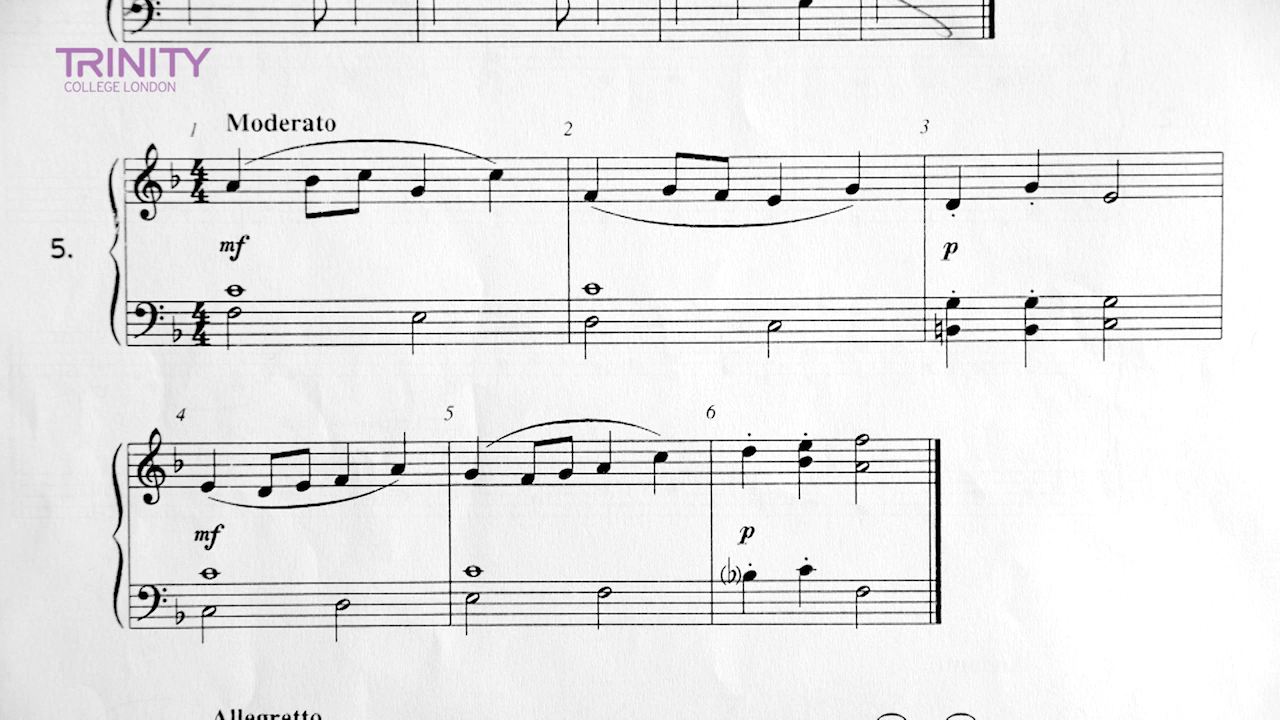 TRINITY
COLLEGE LONDON
Moderato
1 2 3
5.
mf p
4 5 6
mf p
Allegretto